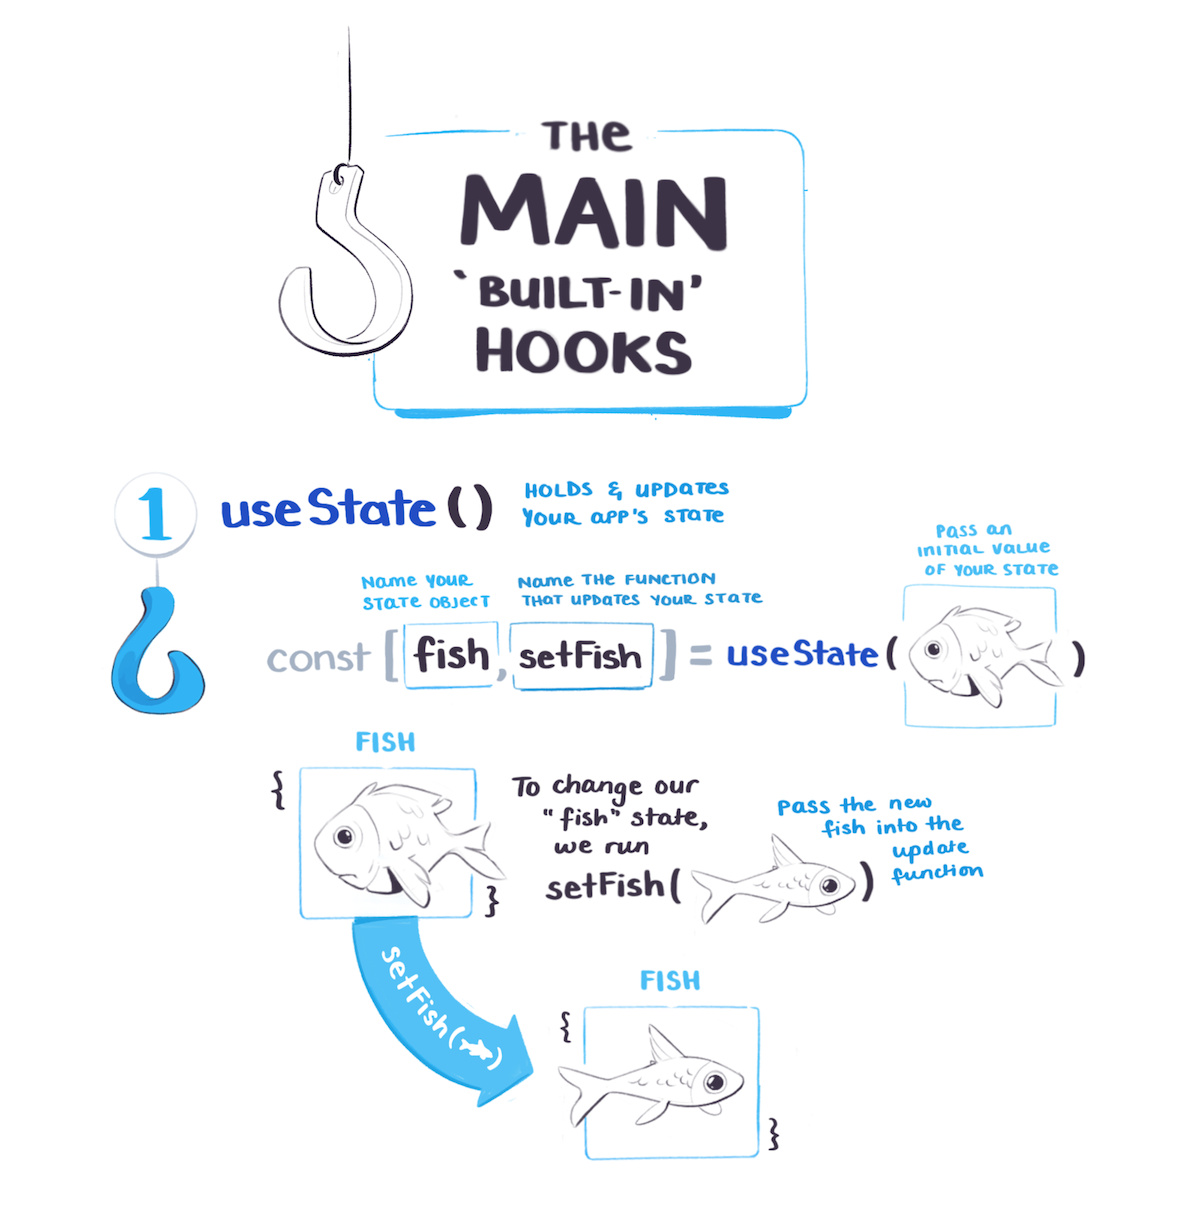 THE
MAIN
'BUILT-IN'
HOOKS
1
useState()
HOLDS & UPDATES
YOUR APP'S STATE
Pass an
INITIAL VALUE
OF YOUR STATE
Name YOUR
STATE OBJECT
Name THE FUNCTION
THAT UPDATES YOUR STATE
const [fish, setFish] = useState( )
FISH
{
}
To change our
"fish" state,
we run
setFish( )
Pass the new
fish into the
update
function
setFish( )
FISH
{
}